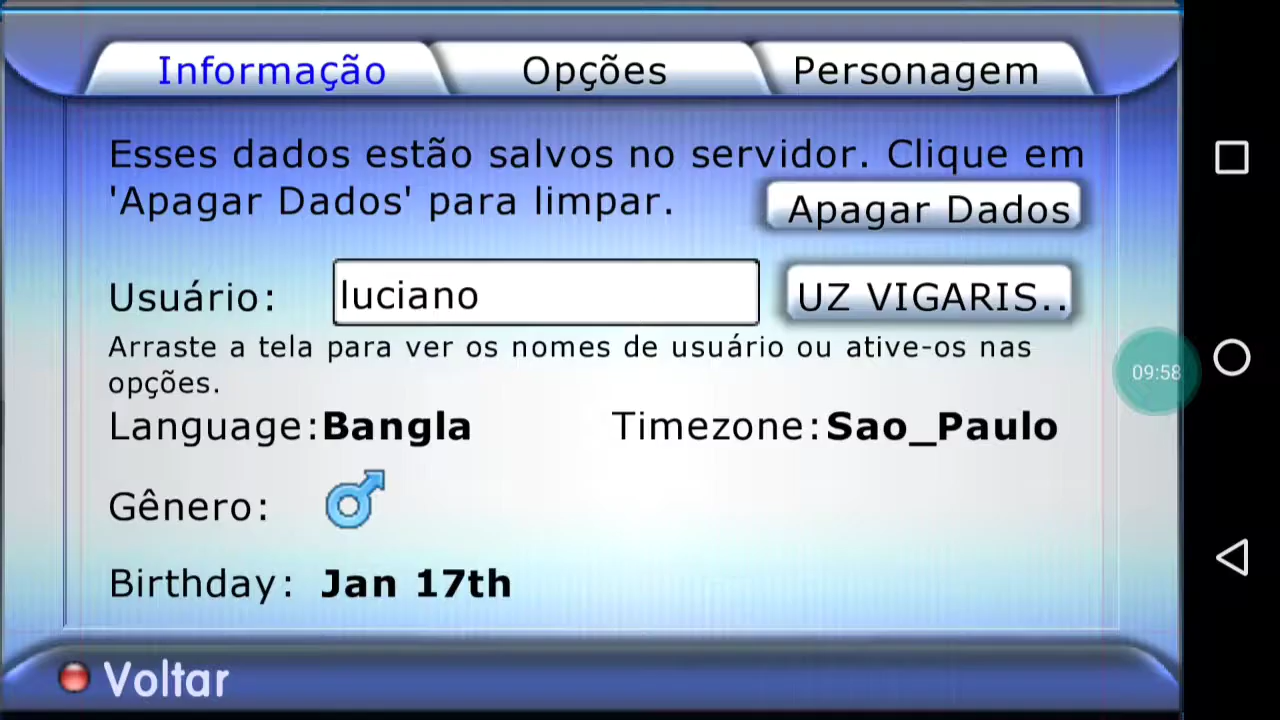 Informação Opções Personagem
Esses dados estão salvos no servidor. Clique em
'Apagar Dados' para limpar.
Apagar Dados
Usuário: luciano UZ VIGARIS..
Arraste a tela para ver os nomes de usuário ou ative-os nas
opções.
Language:Bangla Timezone:Sao_Paulo
09:58
Gênero:
Birthday: Jan 17th
Voltar